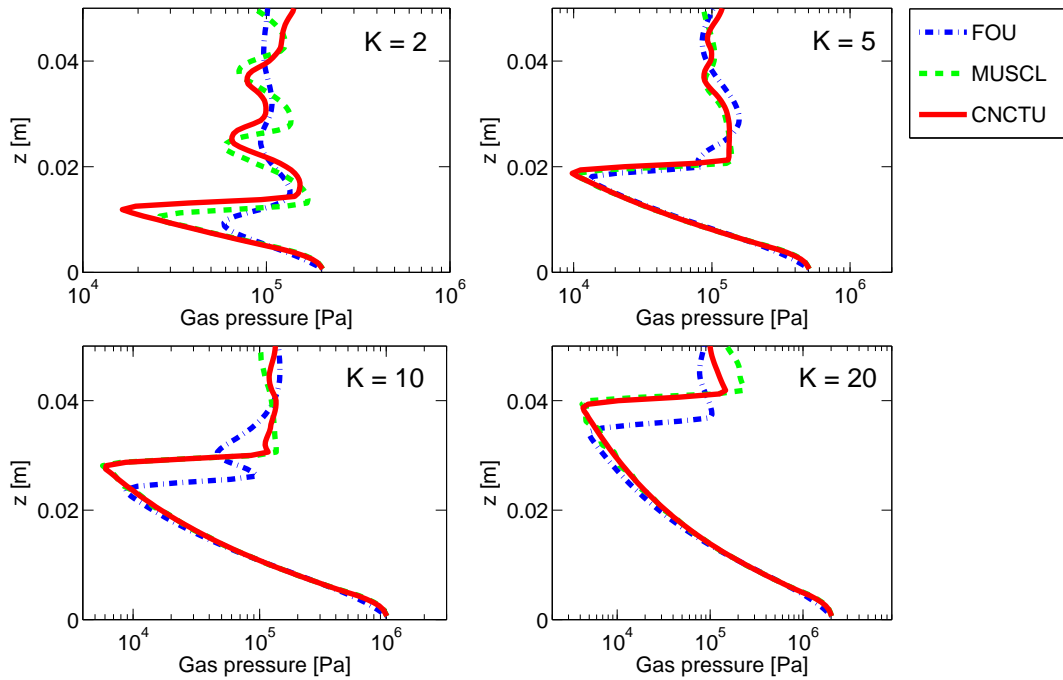 K = 2
z [m]
0.04
0.02
0
10^4
10^5
10^6
Gas pressure [Pa]
K = 5
z [m]
0.04
0.02
0
10^4
10^5
10^6
Gas pressure [Pa]
FOU
MUSCL
CNCTU
K = 10
z [m]
0.04
0.02
0
10^4
10^5
10^6
Gas pressure [Pa]
K = 20
z [m]
0.04
0.02
0
10^4
10^5
10^6
Gas pressure [Pa]